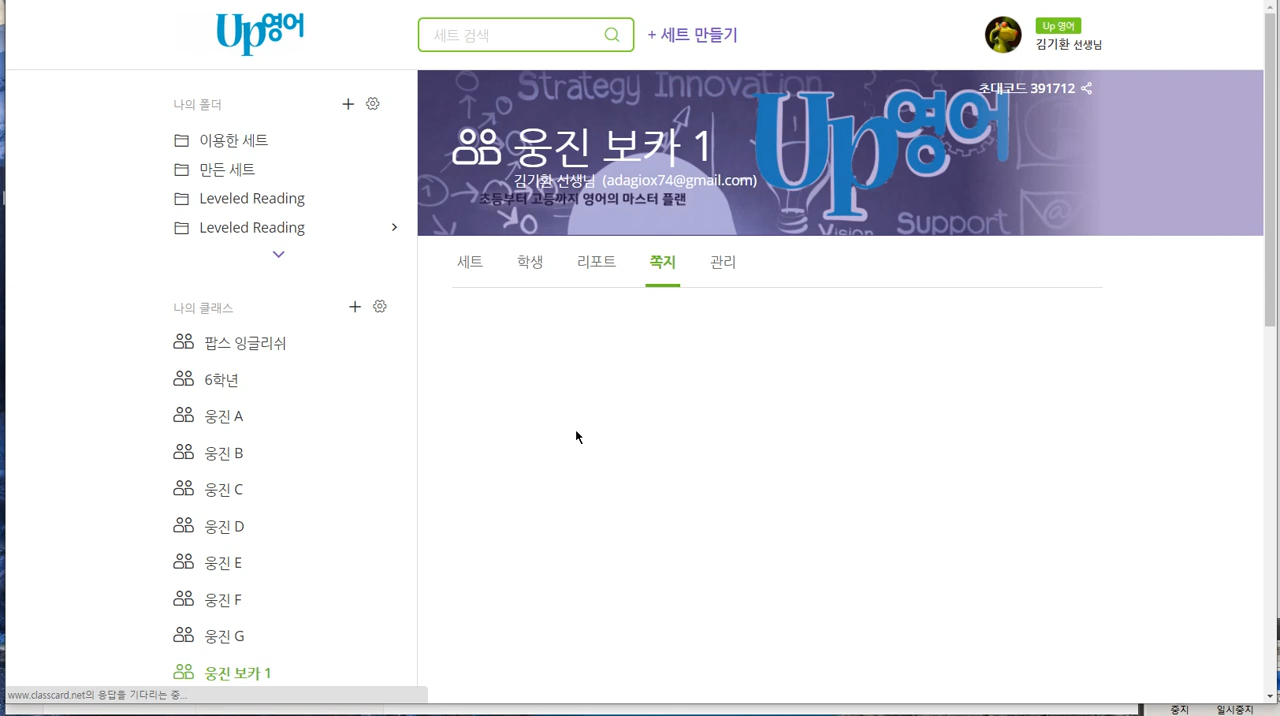 Up영어
세트 검색
+ 세트 만들기
Up 영어
김기환 선생님
나의 폴더
이용한 세트
만든 세트
Leveled Reading
Leveled Reading
나의 클래스
팝스 잉글리쉬
6학년
웅진 A
웅진 B
웅진 C
웅진 D
웅진 E
웅진 F
웅진 G
웅진 보카 1
Strategy Innovation
초대코드 391712
웅진 보카 1
Up영어
김기환 선생님 (adagiox74@gmail.com)
초등부터 고등까지 영어의 마스터 플랜
Vision
Support
세트
학생
리포트
쪽지
관리
www.classcard.net의 응답을 기다리는 중...
중지
일시중지